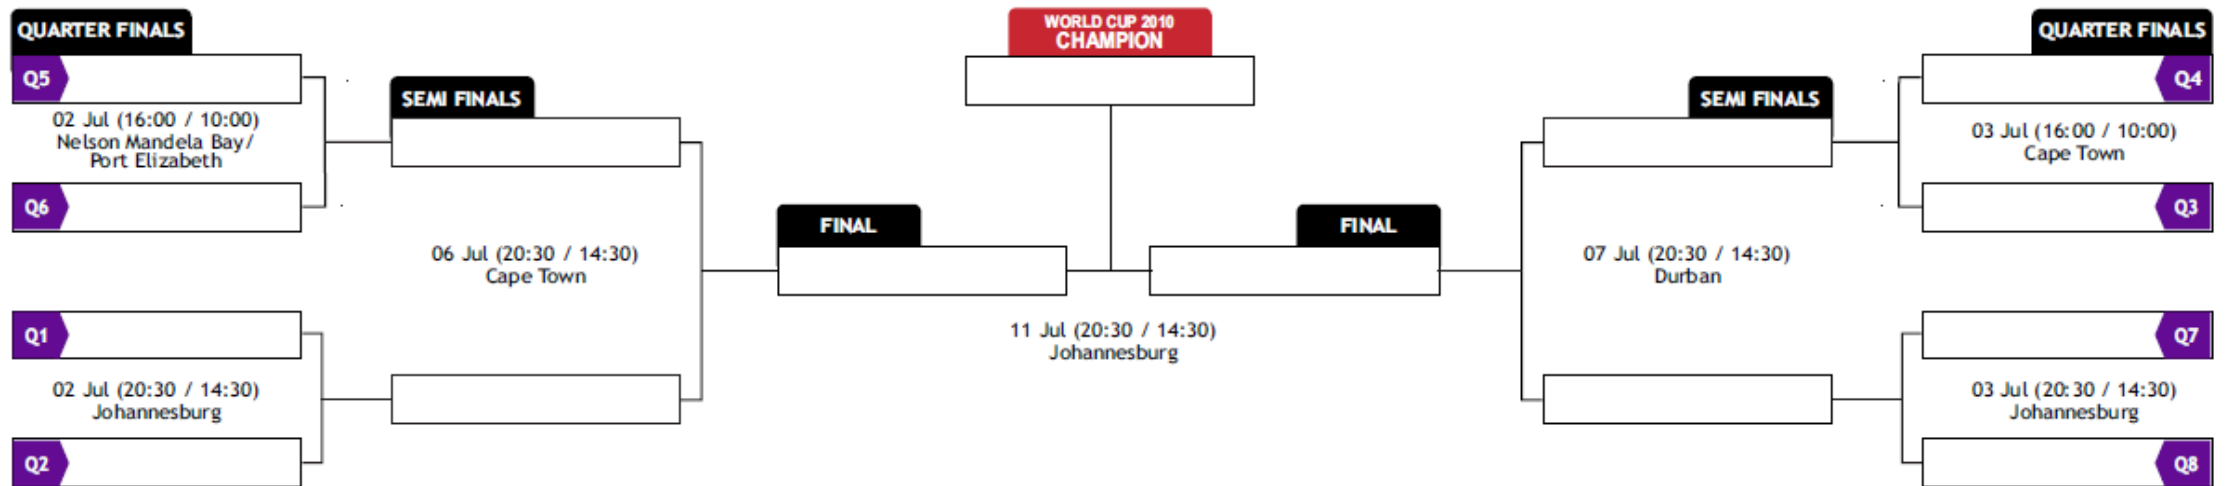 QUARTER FINALS
Q5
02 Jul (16:00 / 10:00)
Nelson Mandela Bay/
Port Elizabeth
Q6
Q1
02 Jul (20:30 / 14:30)
Johannesburg
Q2
SEMI FINALS
06 Jul (20:30 / 14:30)
Cape Town
FINAL
WORLD CUP 2010
CHAMPION
11 Jul (20:30 / 14:30)
Johannesburg
FINAL
SEMI FINALS
07 Jul (20:30 / 14:30)
Durban
QUARTER FINALS
Q4
03 Jul (16:00 / 10:00)
Cape Town
Q3
Q7
03 Jul (20:30 / 14:30)
Johannesburg
Q8